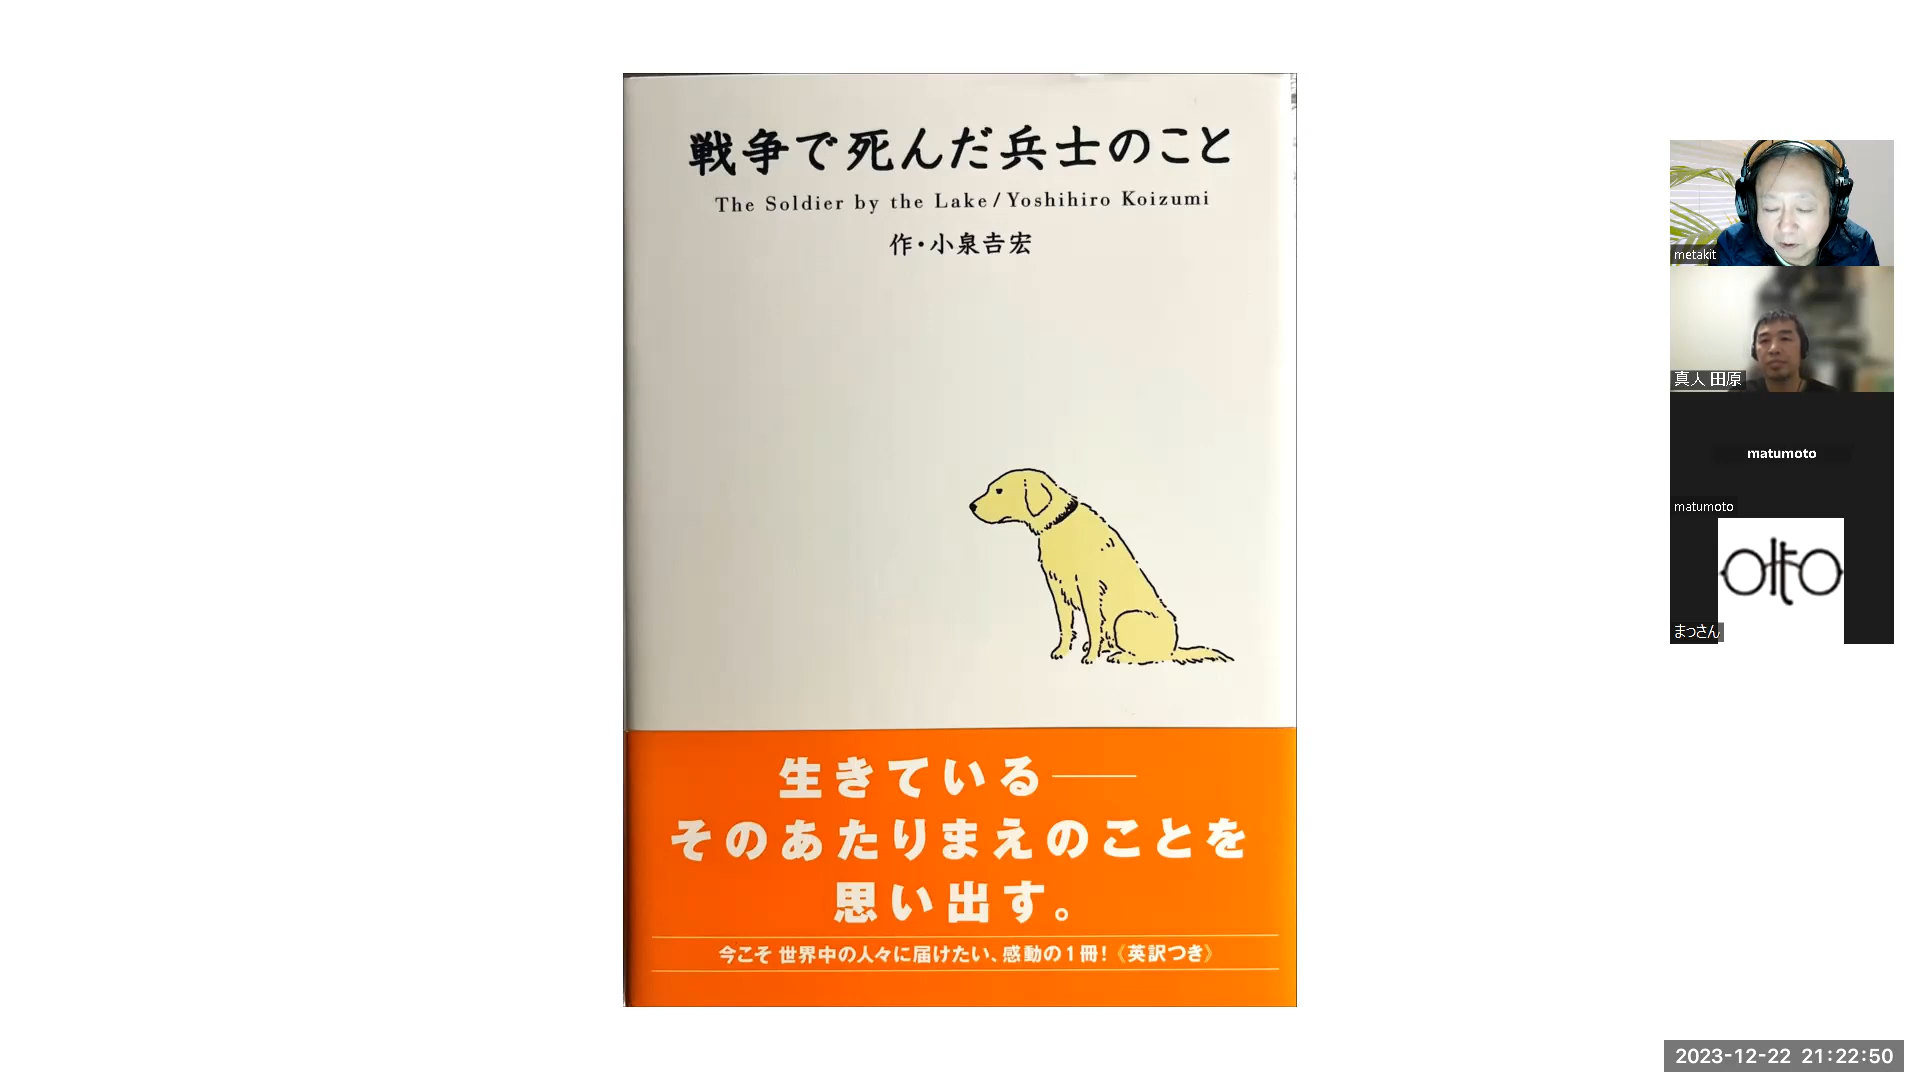 戦争で死んだ兵士のこと
The Soldier by the Lake/Yoshihiro Koizumi
作・小泉吉宏
生きている――
そのあたりまえのことを
思い出す。
今こそ 世界中の人々に届けたい、感動の1冊!《英訳つき》
metakit
真人 田原
matumoto
matumoto
まっさん
2023-12-22 21:22:50